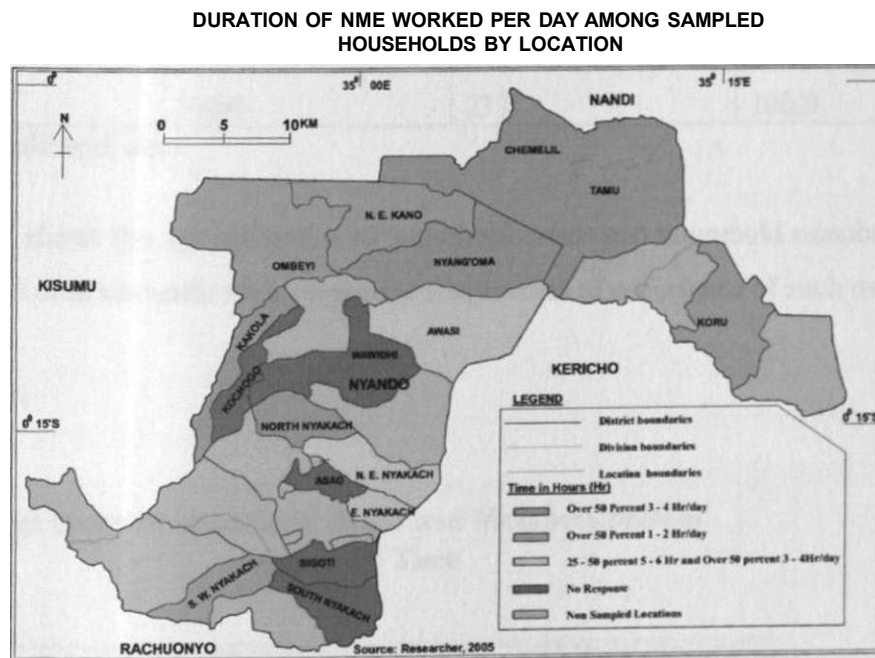 DURATION OF NME WORKED PER DAY AMONG SAMPLED
HOUSEHOLDS BY LOCATION
0° 35° 00E 35° 15'E
N
0 5 10 KM
NANDI
CHEMELIL
TAMU
N. E. KANO
NYANG'OMA
OMBEYI
KISUMU
KAKOLA
AWASI
KORU
WAWIDHI
NYANDO
KOCHOGO
KERICHO
0° 15'S
0° 15'S
NORTH NYAKACH
ASAO
N. E. NYAKACH
E. NYAKACH
SIGOTI
S. W. NYAKACH
SOUTH NYAKACH
LEGEND
District boundaries
Division boundaries
Location boundaries
Time in Hours (Hr)
Over 50 Percent 3 - 4 Hr/day
Over 50 Percent 1 - 2 Hr/day
25 - 50 percent 5 - 6 Hr and Over 50 percent 3 - 4Hr/day
No Response
Non Sampled Locations
RACHUONYO
Source: Researcher, 2005